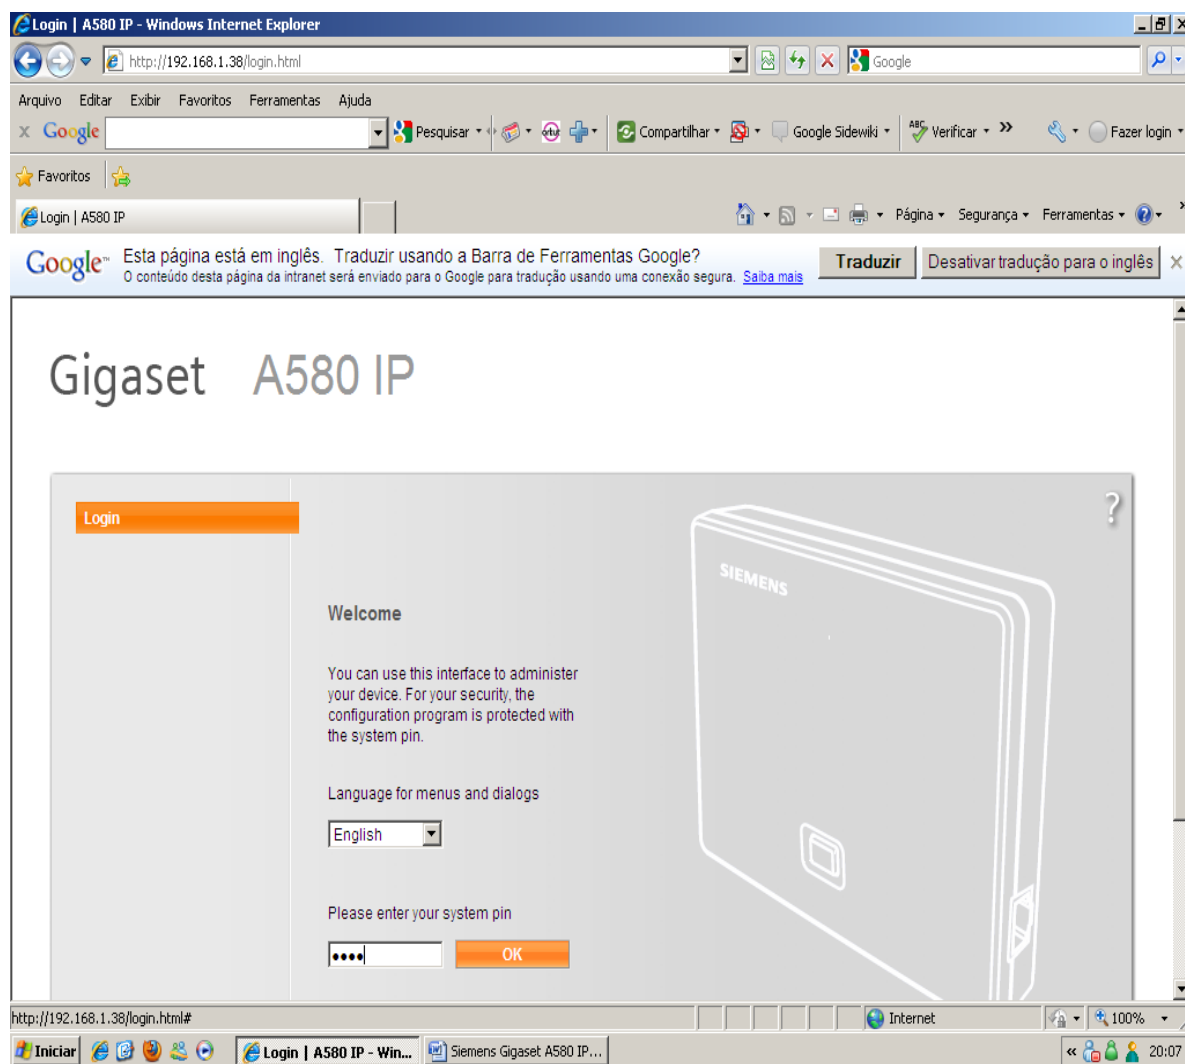 Login | A580 IP - Windows Internet Explorer
http://192.168.1.38/login.html
Google
Arquivo Editar Exibir Favoritos Ferramentas Ajuda
x Google Pesquisar Compartilhar Google Sidewiki ABC Verificar » Fazer login
Favoritos
Login | A580 IP
Página Segurança Ferramentas »
Google™ Esta página está em inglês. Traduzir usando a Barra de Ferramentas Google? Traduzir Desativar tradução para o inglês
O conteúdo desta página da intranet será enviado para o Google para tradução usando uma conexão segura. Saiba mais
Gigaset A580 IP
Login
?
SIEMENS
Welcome
You can use this interface to administer
your device. For your security, the
configuration program is protected with
the system pin.
Language for menus and dialogs
English
Please enter your system pin
•••• OK
http://192.168.1.38/login.html# Internet 100%
Iniciar Login | A580 IP - Win... Siemens Gigaset A580 IP... « 20:07